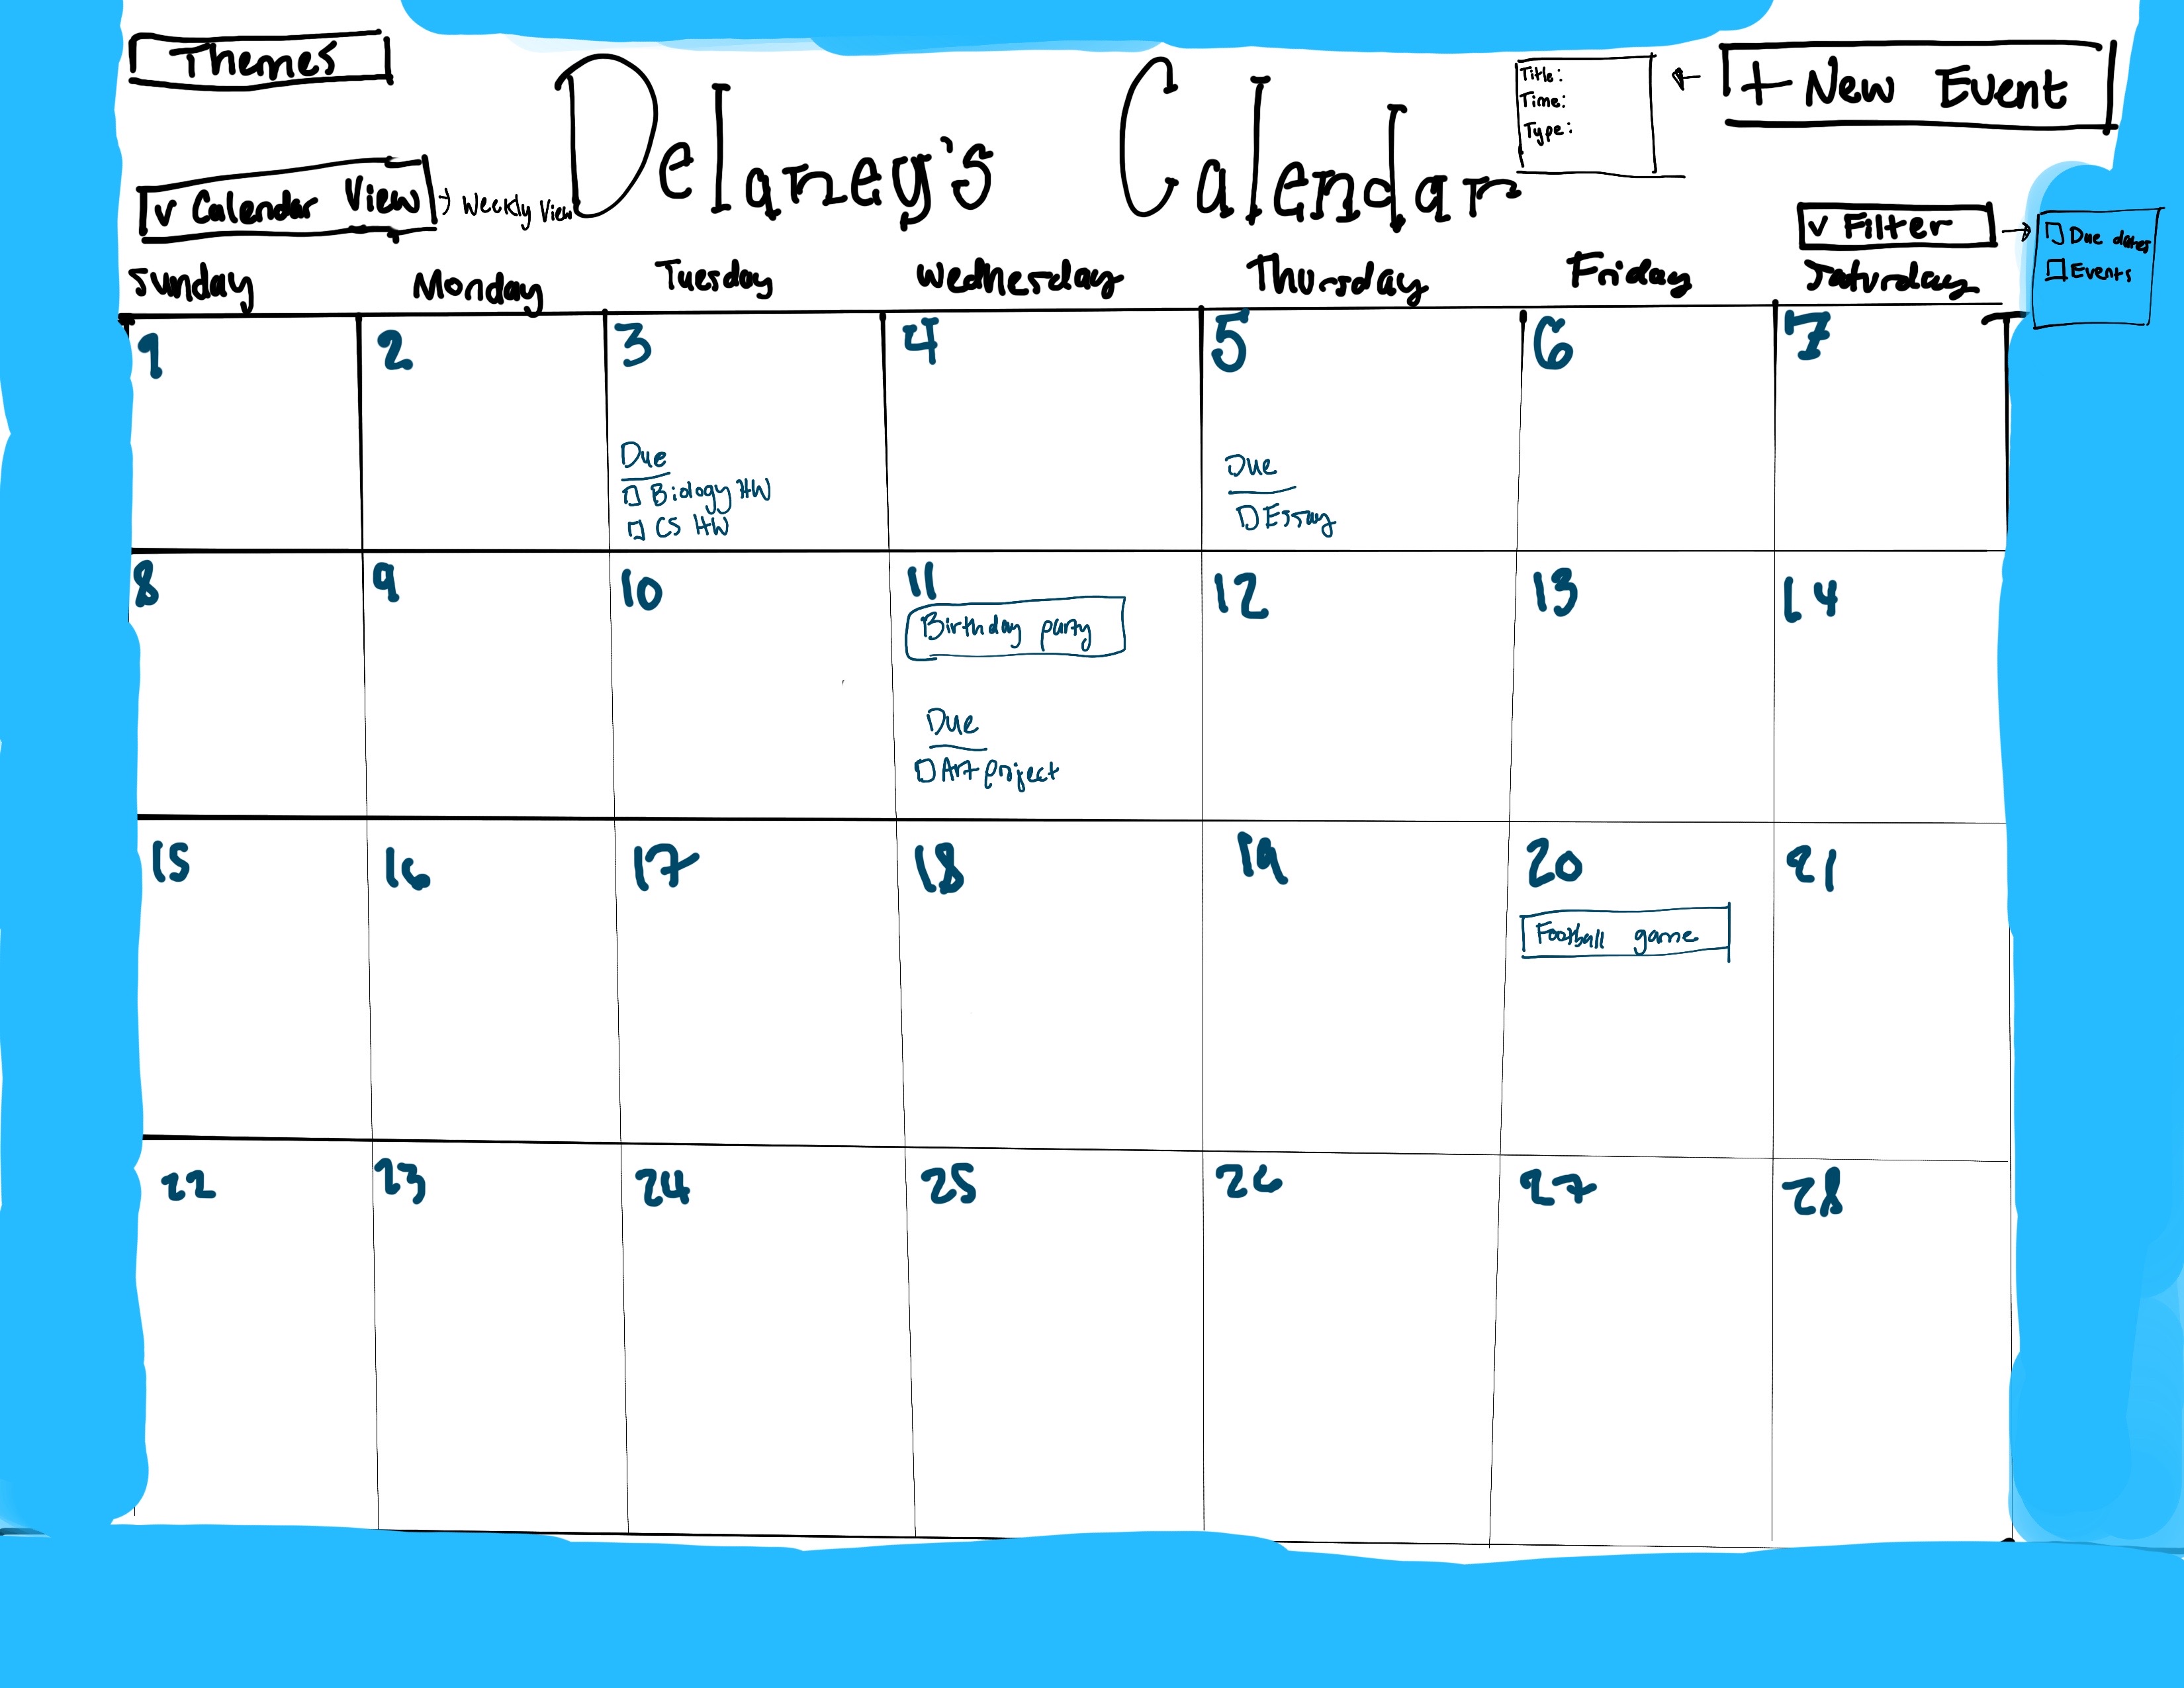 Themes
Delaney's Calendar
Title:
Time:
Type:
+ New Event
v Calendar View
Weekly View
v Filter
Due dates
Events
Sunday Monday Tuesday Wednesday Thursday Friday Saturday
1 2 3 4 5 6 7
Due
Biology HW
CS HW
Due
Essay
8 9 10 11 12 13 14
Birthday party
Due
Art project
15 16 17 18 19 20 21
Football game
22 23 24 25 26 27 28